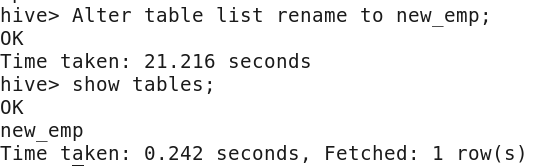 hive> Alter table list rename to new_emp;
OK
Time taken: 21.216 seconds
hive> show tables;
OK
new_emp
Time taken: 0.242 seconds, Fetched: 1 row(s)